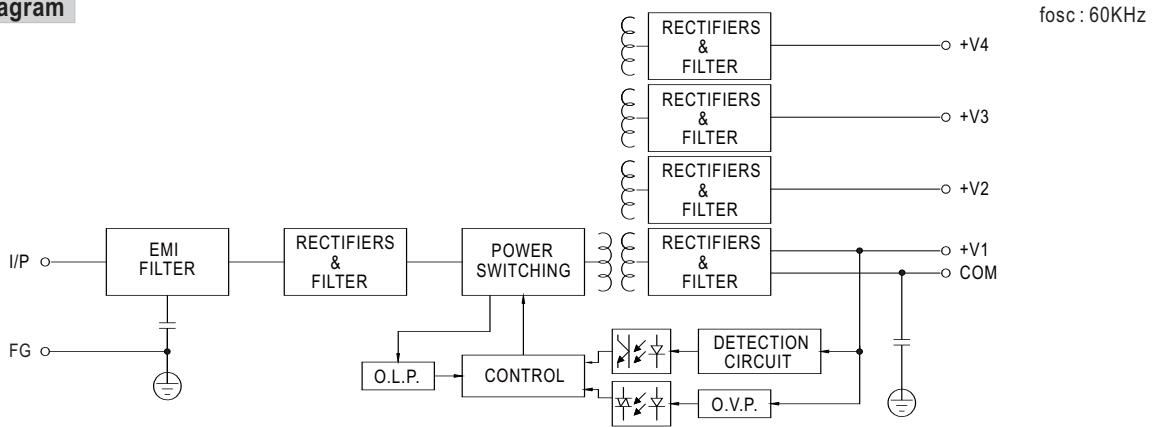 agram
fosc : 60KHz
RECTIFIERS
&
FILTER
+V4
RECTIFIERS
&
FILTER
+V3
RECTIFIERS
&
FILTER
+V2
I/P
EMI
FILTER
RECTIFIERS
&
FILTER
POWER
SWITCHING
RECTIFIERS
&
FILTER
+V1
COM
FG
O.L.P.
CONTROL
DETECTION
CIRCUIT
O.V.P.